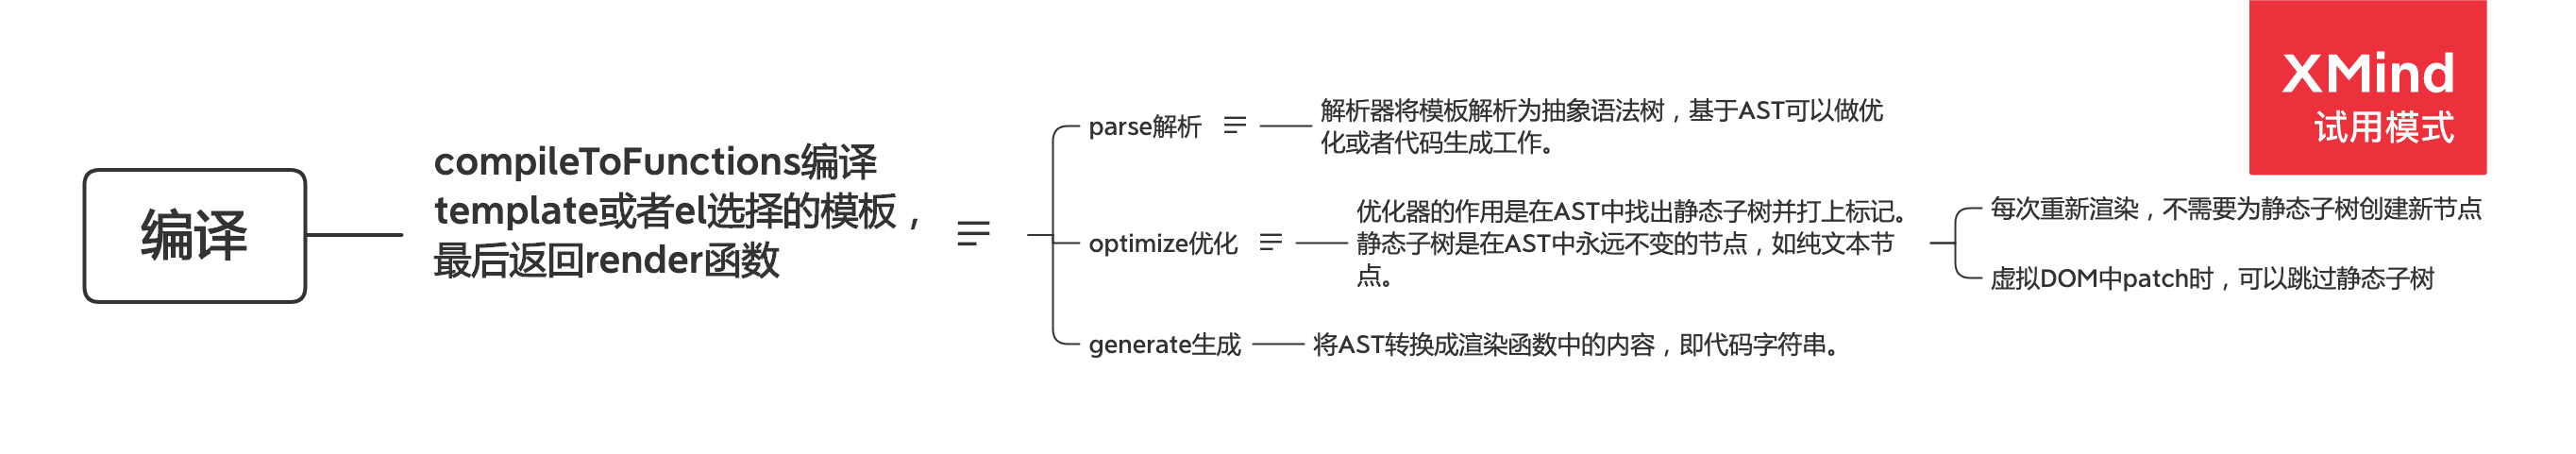 编译
compileToFunctions编译
template或者el选择的模板，
最后返回render函数
parse解析
解析器将模板解析为抽象语法树，基于AST可以做优
化或者代码生成工作。
optimize优化
优化器的作用是在AST中找出静态子树并打上标记。
静态子树是在AST中永远不变的节点，如纯文本节
点。
每次重新渲染，不需要为静态子树创建新节点
虚拟DOM中patch时，可以跳过静态子树
generate生成
将AST转换成渲染函数中的内容，即代码字符串。
XMind
试用模式